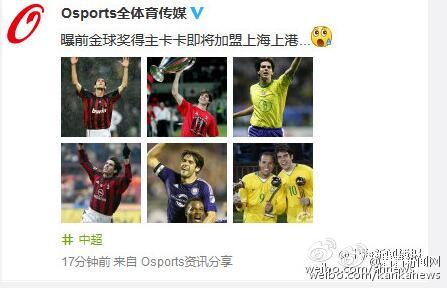 Osports全体育传媒
曝前金球奖得主卡卡即将加盟上海上港...
# 中超
17分钟前 来自 Osports资讯分享
weibo.com/kankanews